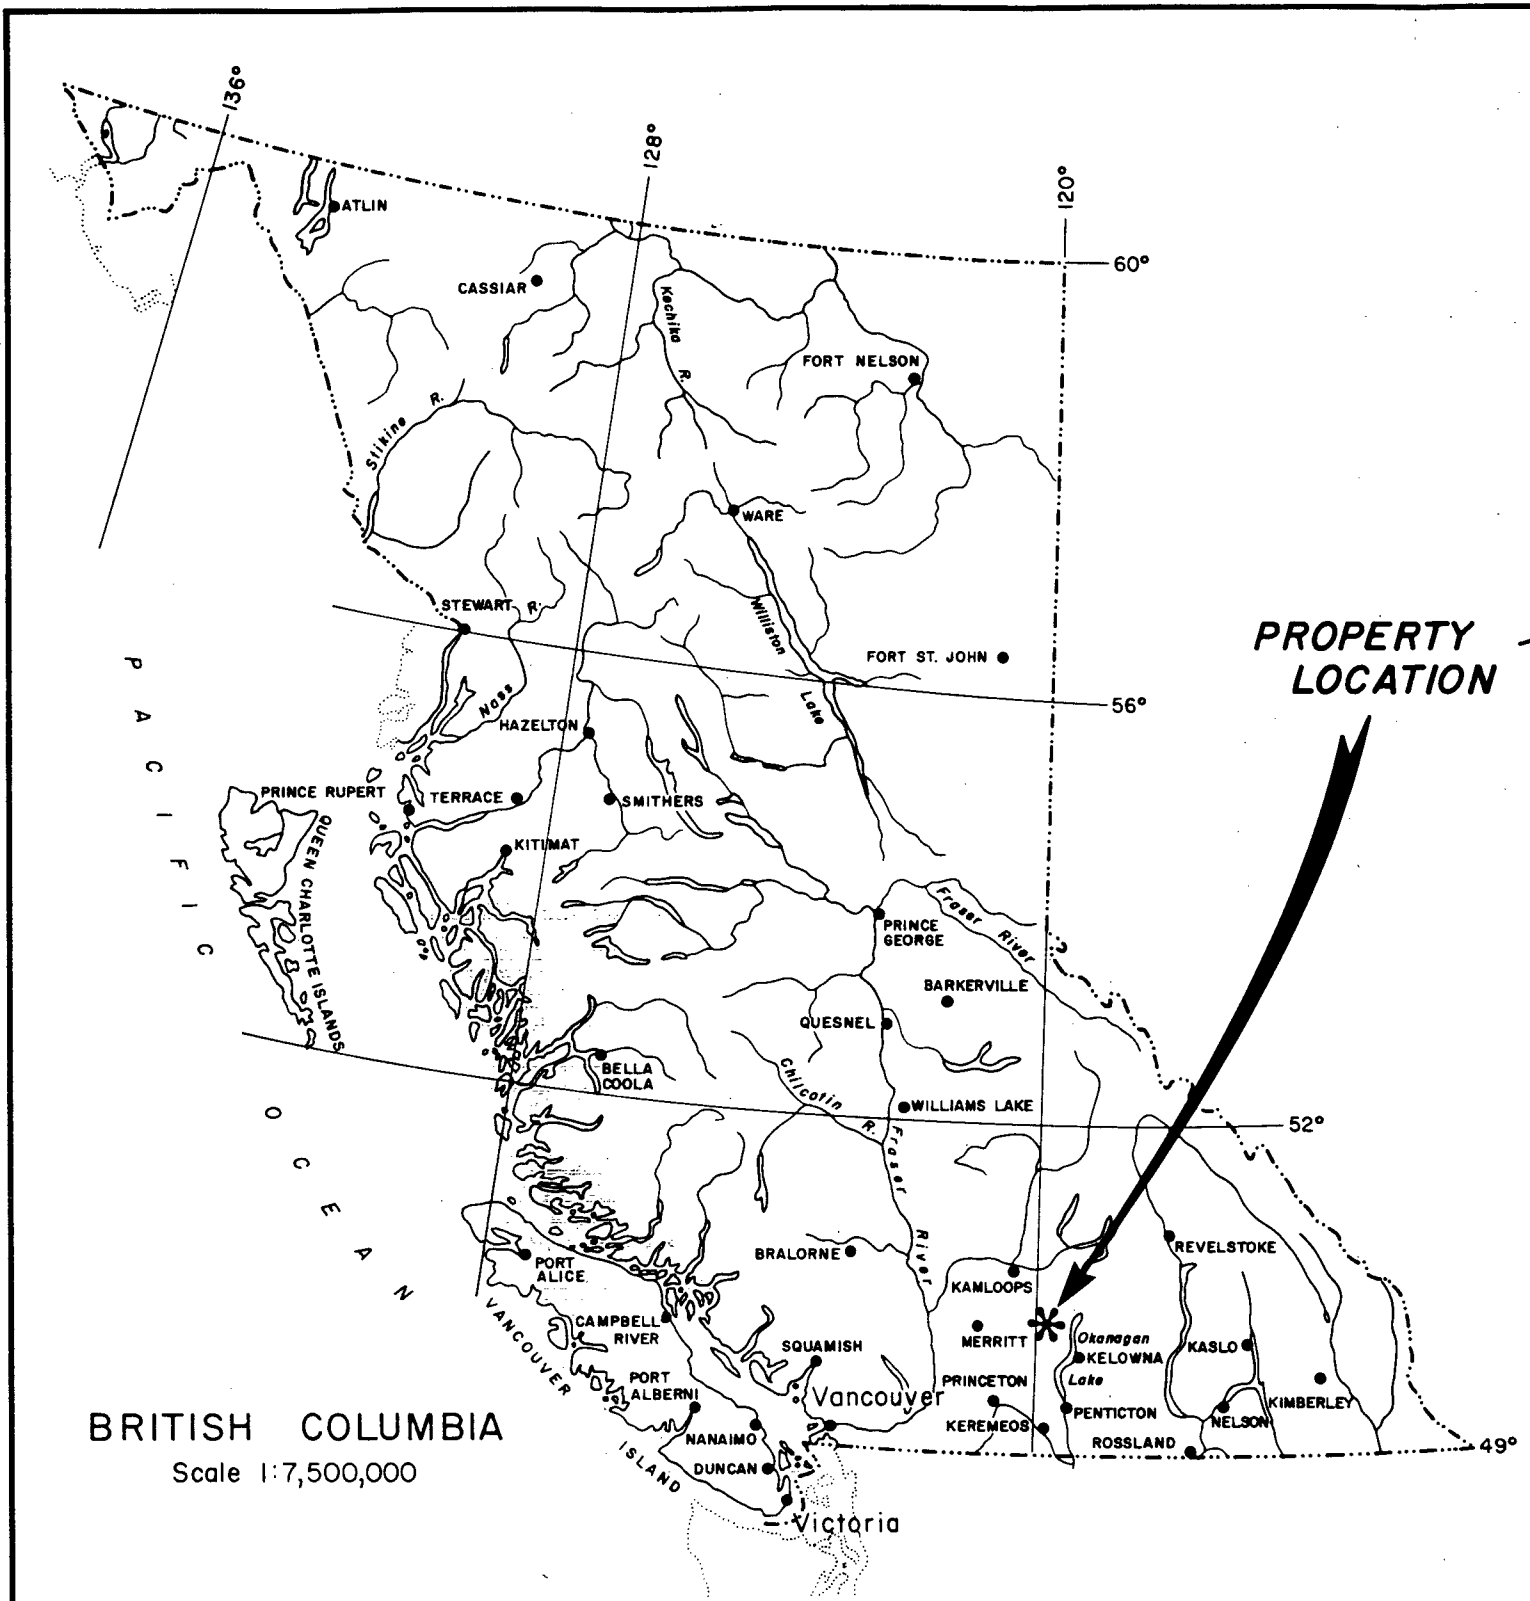 136°
128°
120°
ATLIN
60°
CASSIAR
Kechika
R.
FORT NELSON
Stikine R.
WARE
STEWART
R.
Williston
Lake
FORT ST. JOHN
PROPERTY
LOCATION
56°
Nass
HAZELTON
PRINCE RUPERT
TERRACE
SMITHERS
KITIMAT
QUEEN CHARLOTTE ISLANDS
PACIFIC
OCEAN
PRINCE
GEORGE
Fraser River
BARKERVILLE
QUESNEL
BELLA
COOLA
Chilcotin
R.
WILLIAMS LAKE
52°
Fraser
River
BRALORNE
REVELSTOKE
PORT
ALICE
KAMLOOPS
VANCOUVER
ISLAND
CAMPBELL
RIVER
MERRITT
Okanagan
Lake
KELOWNA
KASLO
SQUAMISH
PORT
ALBERNI
Vancouver
PRINCETON
KIMBERLEY
PENTICTON
NELSON
KEREMEOS
ROSSLAND
49°
NANAIMO
DUNCAN
Victoria
BRITISH COLUMBIA
Scale 1:7,500,000